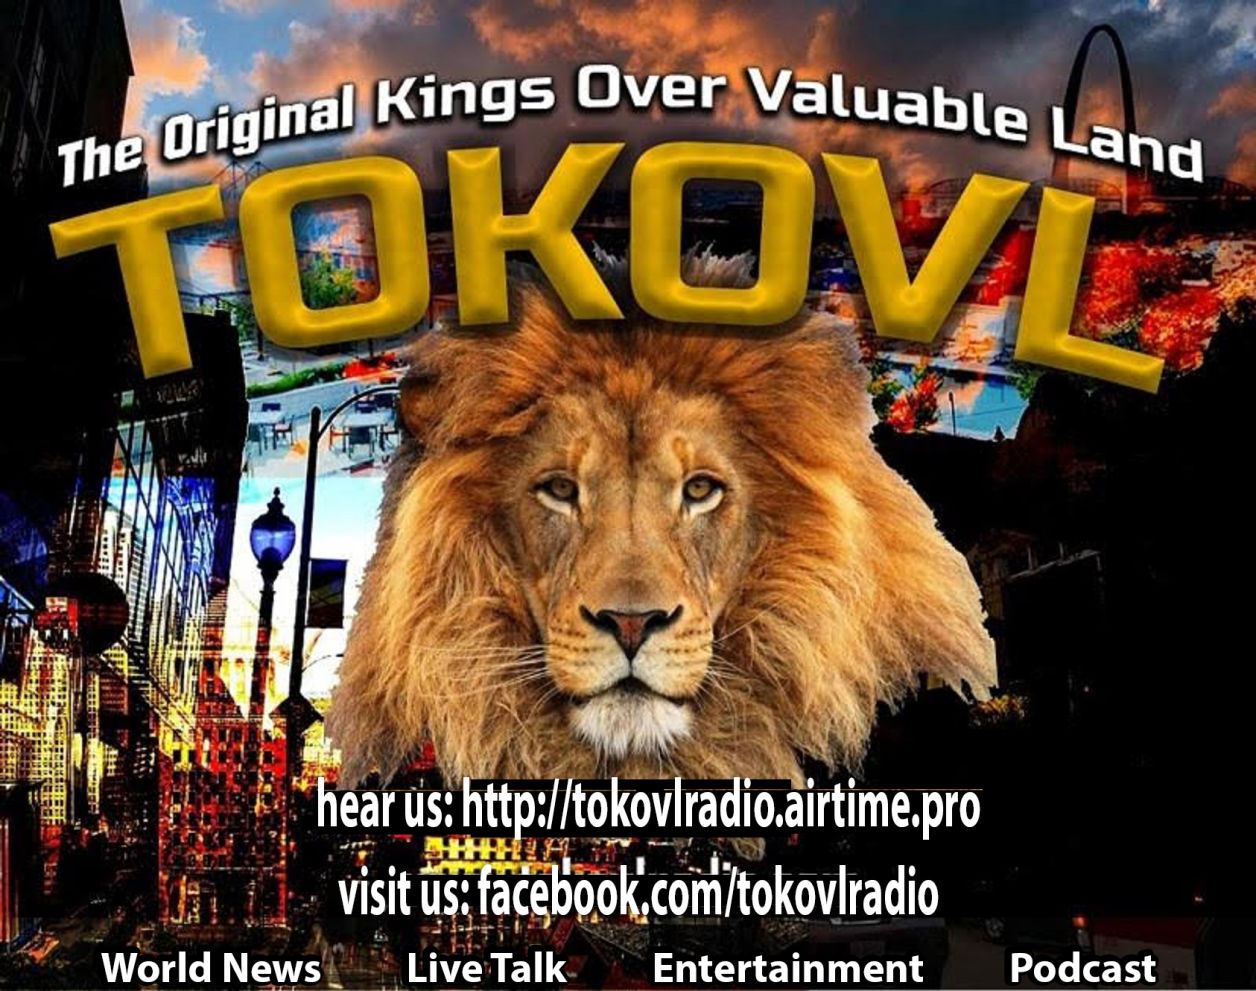 The Original Kings Over Valuable Land
TOKOVL
hear us: http://tokovlradio.airtime.pro
visit us: facebook.com/tokovlradio
World News Live Talk Entertainment Podcast